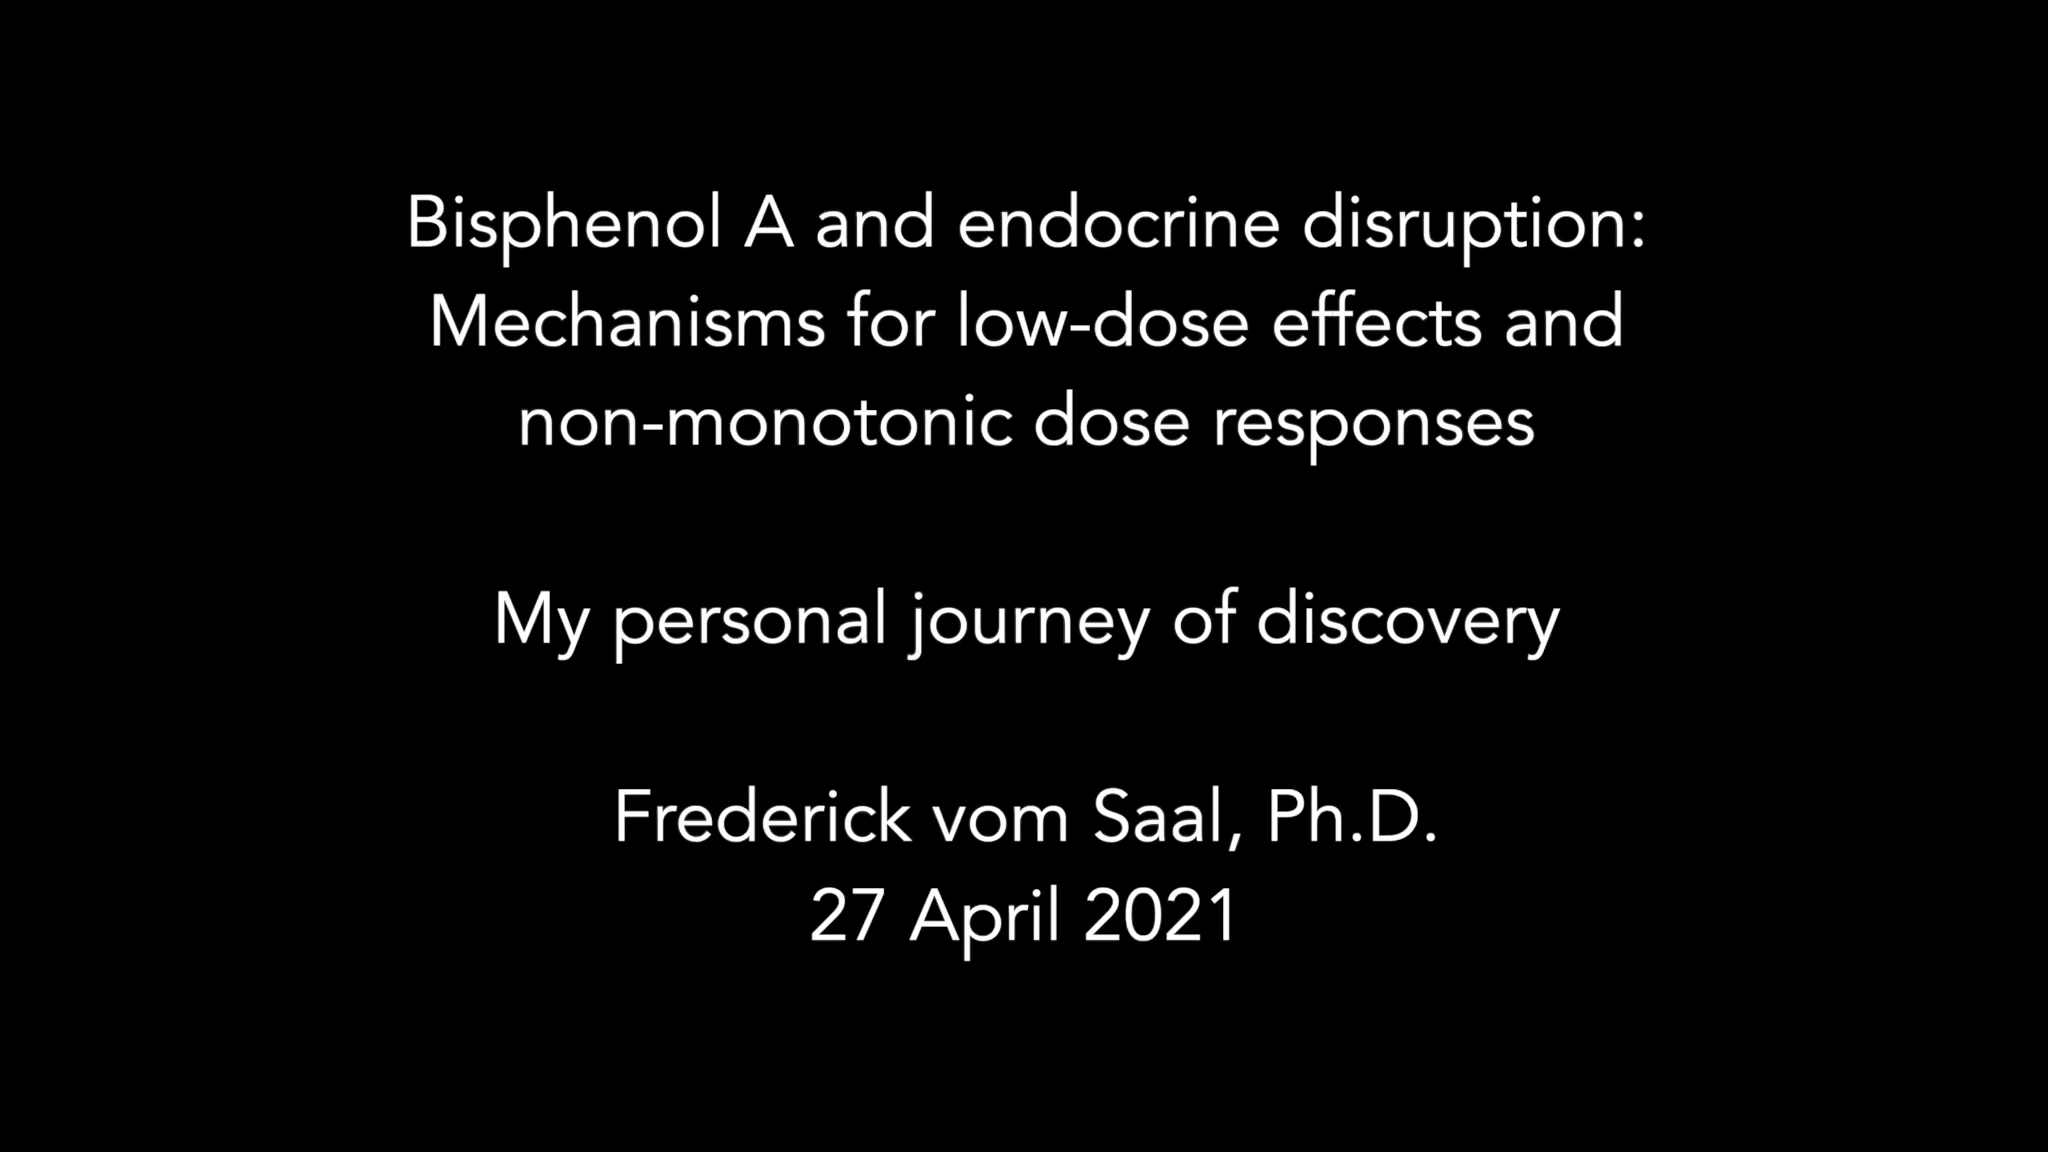 Bisphenol A and endocrine disruption:
Mechanisms for low-dose effects and
non-monotonic dose responses
My personal journey of discovery
Frederick vom Saal, Ph.D.
27 April 2021